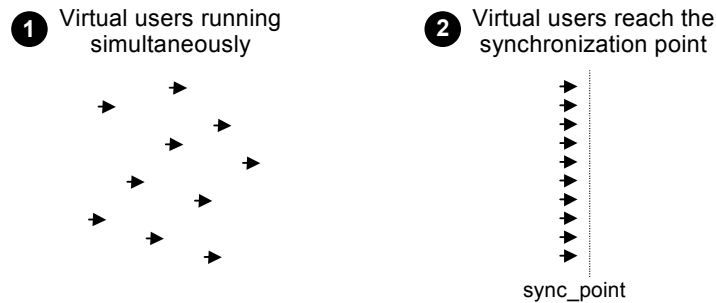 1 Virtual users running
simultaneously
2 Virtual users reach the
synchronization point
sync_point